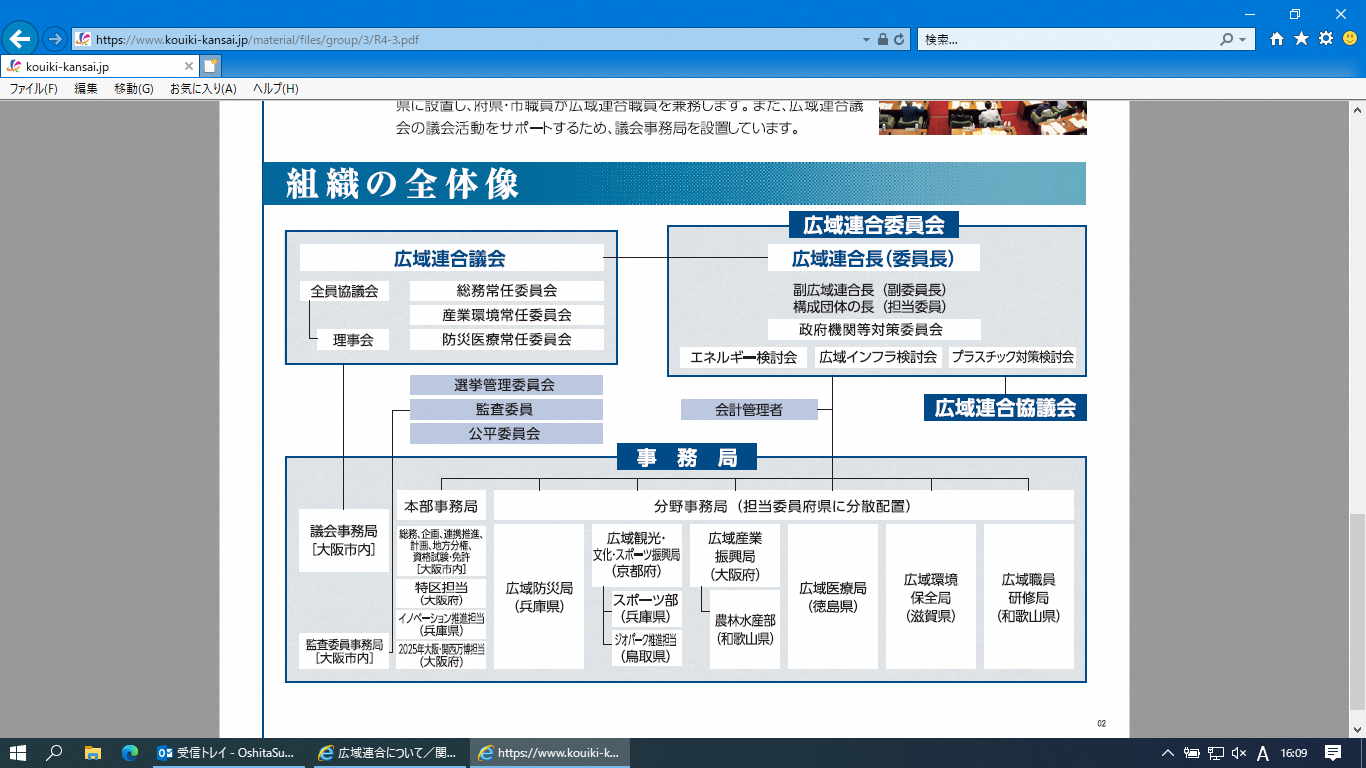 https://www.kouiki-kansai.jp/material/files/group/3/R4-3.pdf
検索...
kouiki-kansai.jp
ファイル(F) 編集 移動(G) お気に入り(A) ヘルプ(H)
県に設置し、府県・市職員が広域連合職員を兼務します。また、広域連合議
会の議会活動をサポートするため、議会事務局を設置しています。
組織の全体像
広域連合議会
全員協議会
理事会
総務常任委員会
産業環境常任委員会
防災医療常任委員会
広域連合委員会
広域連合長（委員長）
副広域連合長（副委員長）
構成団体の長（担当委員）
政府機関等対策委員会
エネルギー検討会
広域インフラ検討会
プラスチック対策検討会
選挙管理委員会
監査委員
公平委員会
会計管理者
広域連合協議会
事務局
議会事務局
［大阪市内］
監査委員事務局
［大阪市内］
本部事務局
総務、企画、連携推進、
計画、地方分権、
資格試験・免許
［大阪市内］
特区担当
（大阪府）
イノベーション推進担当
（兵庫県）
2025年大阪・関西万博担当
（大阪府）
分野事務局（担当委員府県に分散配置）
広域防災局
（兵庫県）
広域観光・
文化・スポーツ振興局
（京都府）
スポーツ部
（兵庫県）
ジオパーク推進担当
（鳥取県）
広域産業
振興局
（大阪府）
農林水産部
（和歌山県）
広域医療局
（徳島県）
広域環境
保全局
（滋賀県）
広域職員
研修局
（和歌山県）
02
受信トレイ - OshitaSu...
広域連合について／関...
https://www.kouiki-k...
A
16:09